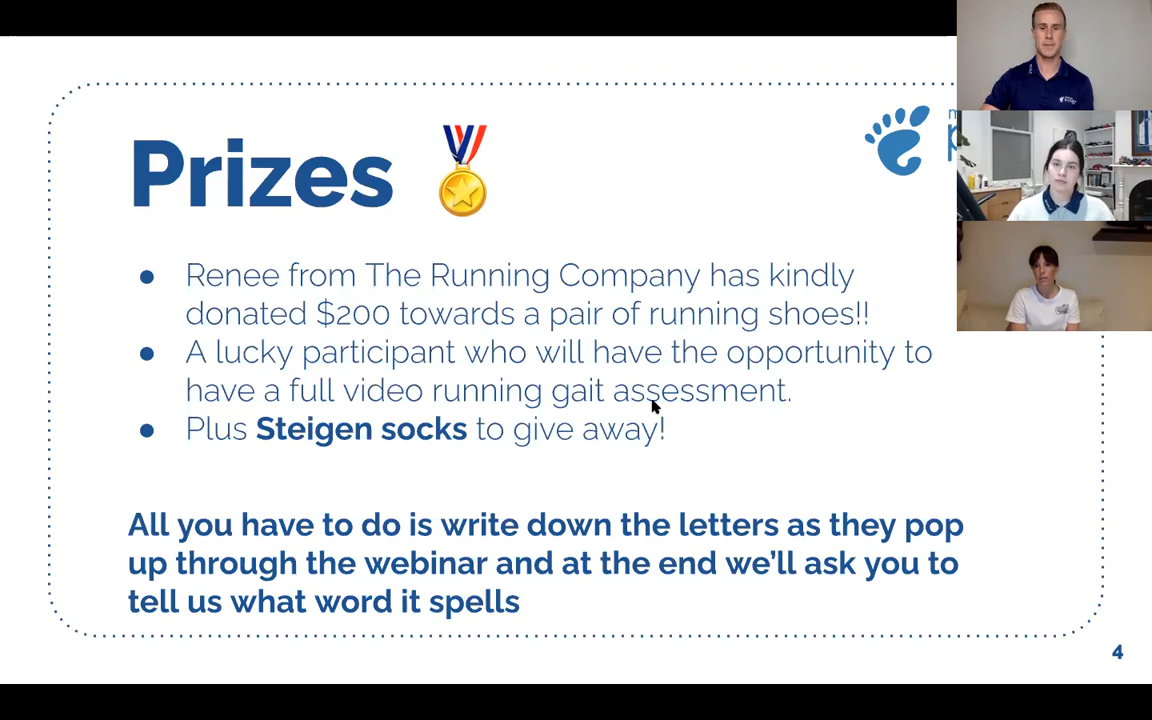 Prizes
● Renee from The Running Company has kindly
donated $200 towards a pair of running shoes!!
● A lucky participant who will have the opportunity to
have a full video running gait assessment.
● Plus Steigen socks to give away!
All you have to do is write down the letters as they pop
up through the webinar and at the end we'll ask you to
tell us what word it spells
4